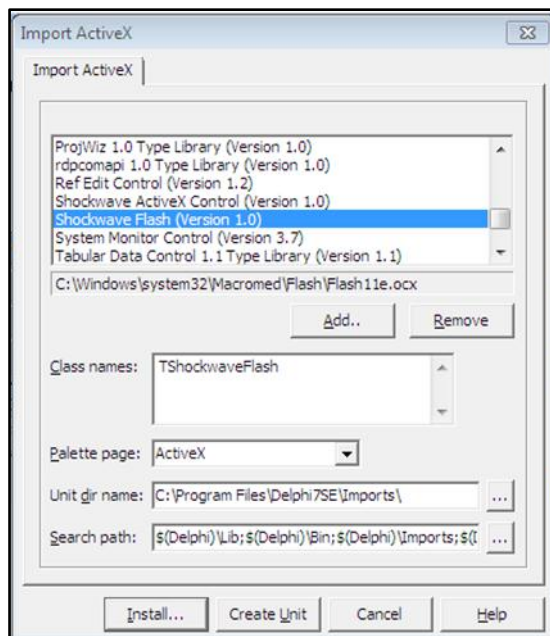 Import ActiveX
Import ActiveX
ProjWiz 1.0 Type Library (Version 1.0)
rdpcomapi 1.0 Type Library (Version 1.0)
Ref Edit Control (Version 1.2)
Shockwave ActiveX Control (Version 1.0)
Shockwave Flash (Version 1.0)
System Monitor Control (Version 3.7)
Tabular Data Control 1.1 Type Library (Version 1.1)
C:\Windows\system32\Macromed\Flash\Flash11e.ocx
Add.. Remove
Class names: TShockwaveFlash
Palette page: ActiveX
Unit dir name: C:\Program Files\Delphi7SE\Imports\ ...
Search path: $(Delphi)\Lib;$(Delphi)\Bin;$(Delphi)\Imports;$(D ...
Install... Create Unit Cancel Help